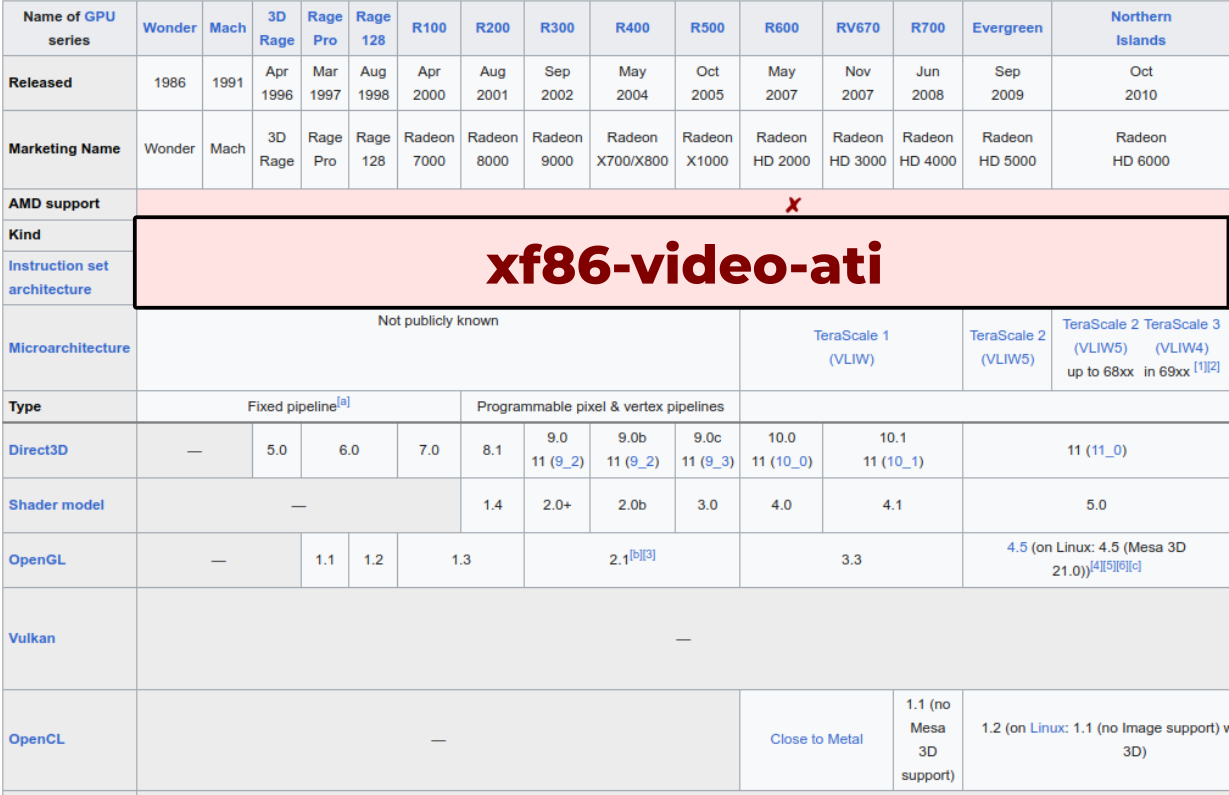 Name of GPU series Wonder Mach 3D Rage Rage Pro Rage 128 R100 R200 R300 R400 R500 R600 RV670 R700 Evergreen Northern Islands
Released 1986 1991 Apr 1996 Mar 1997 Aug 1998 Apr 2000 Aug 2001 Sep 2002 May 2004 Oct 2005 May 2007 Nov 2007 Jun 2008 Sep 2009 Oct 2010
Marketing Name Wonder Mach 3D Rage Rage Pro Rage 128 Radeon 7000 Radeon 8000 Radeon 9000 Radeon X700/X800 Radeon X1000 Radeon HD 2000 Radeon HD 3000 Radeon HD 4000 Radeon HD 5000 Radeon HD 6000
AMD support ✘
Kind
xf86-video-ati
Instruction set architecture
Microarchitecture Not publicly known TeraScale 1 (VLIW) TeraScale 2 (VLIW5) TeraScale 2 (VLIW5) up to 68xx TeraScale 3 (VLIW4) in 69xx [1][2]
Type Fixed pipeline[a] Programmable pixel & vertex pipelines
Direct3D — 5.0 6.0 7.0 8.1 9.0 11 (9_2) 9.0b 11 (9_2) 9.0c 11 (9_3) 10.0 11 (10_0) 10.1 11 (10_1) 11 (11_0)
Shader model — 1.4 2.0+ 2.0b 3.0 4.0 4.1 5.0
OpenGL — 1.1 1.2 1.3 2.1[b][3] 3.3 4.5 (on Linux: 4.5 (Mesa 3D 21.0))[4][5][6][c]
Vulkan —
OpenCL — Close to Metal 1.1 (no Mesa 3D support) 1.2 (on Linux: 1.1 (no Image support) w 3D)